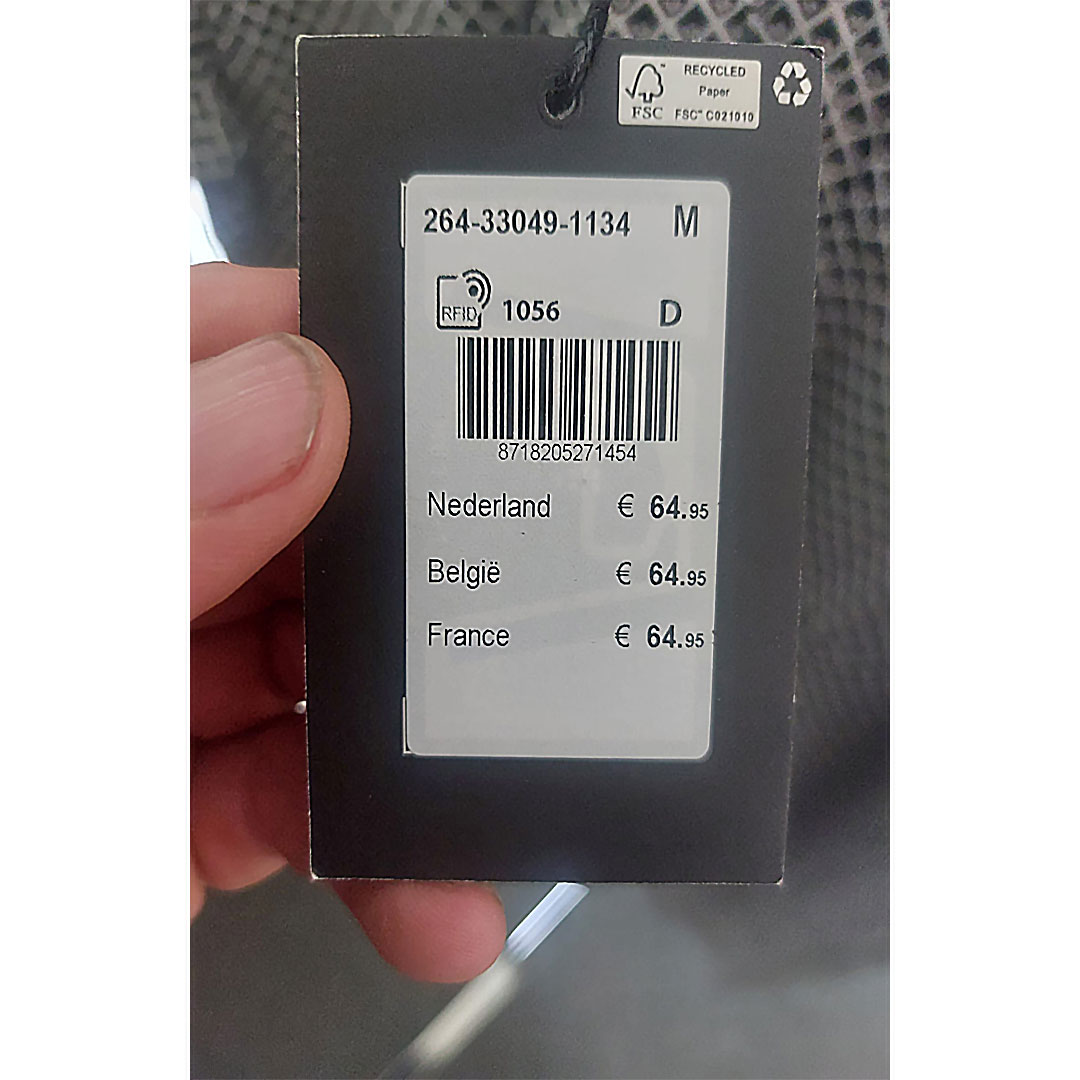 RECYCLED
Paper
FSC™ C021010
FSC
264-33049-1134 M
RFID 1056 D
8718205271454
Nederland € 64.95
België € 64.95
France € 64.95